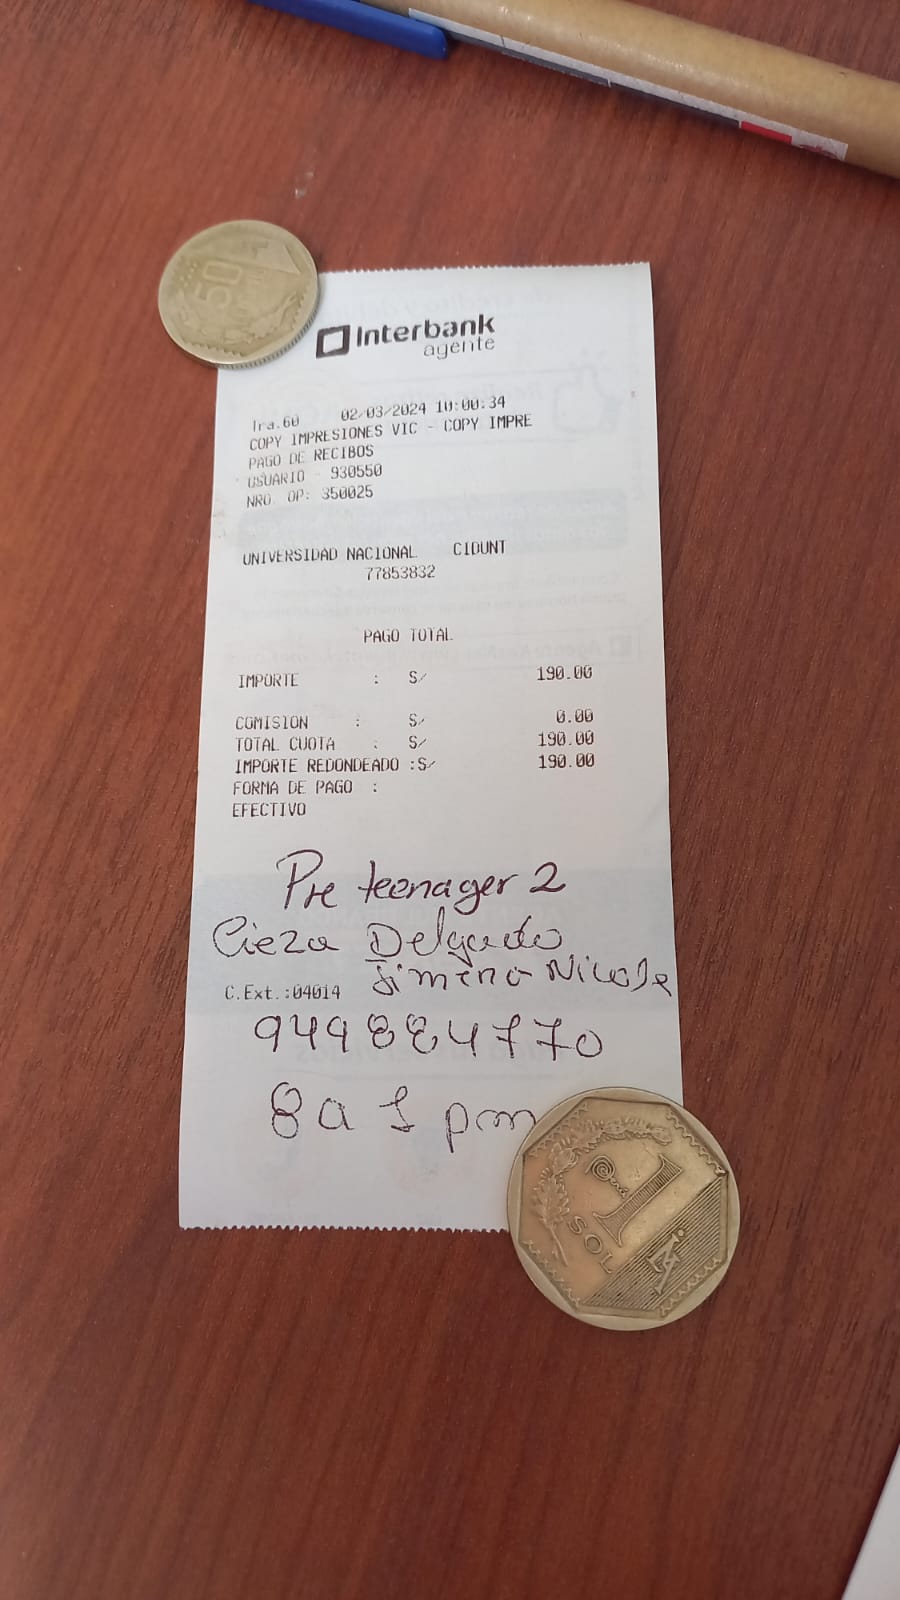 50
Interbank
agente
Tra.60 02/03/2024 10:00:34
COPY IMPRESIONES VIC - COPY IMPRE
PAGO DE RECIBOS
USUARIO - 930550
NRO. OP: 350025
UNIVERSIDAD NACIONAL CIDUNT
77853832
PAGO TOTAL
IMPORTE : S/ 190.00
COMISION : S/ 0.00
TOTAL CUOTA : S/ 190.00
IMPORTE REDONDEADO :S/ 190.00
FORMA DE PAGO :
EFECTIVO
Pre teenager 2
Cieza Delgado
Jimena Nicole
C.Ext.:04014
949884770
8 a 1 pm
Perú
1
SOL